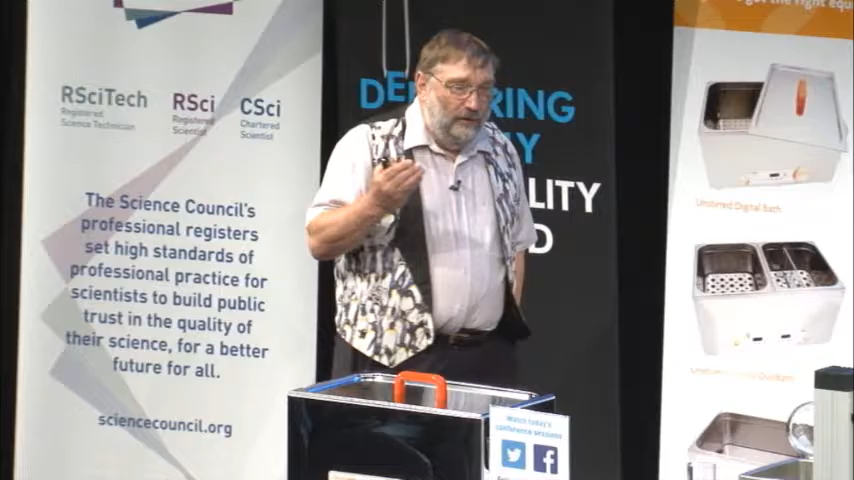 RSciTech
Registered
Science Technician
RSci
Registered
Scientist
CSci
Chartered
Scientist
The Science Council's
professional registers
set high standards of
professional practice for
scientists to build public
trust in the quality of
their science, for a better
future for all.
sciencecouncil.org
RING
Y
LITY
D
the right
Unstirred Digital Bath
Watch today's
conference sessions